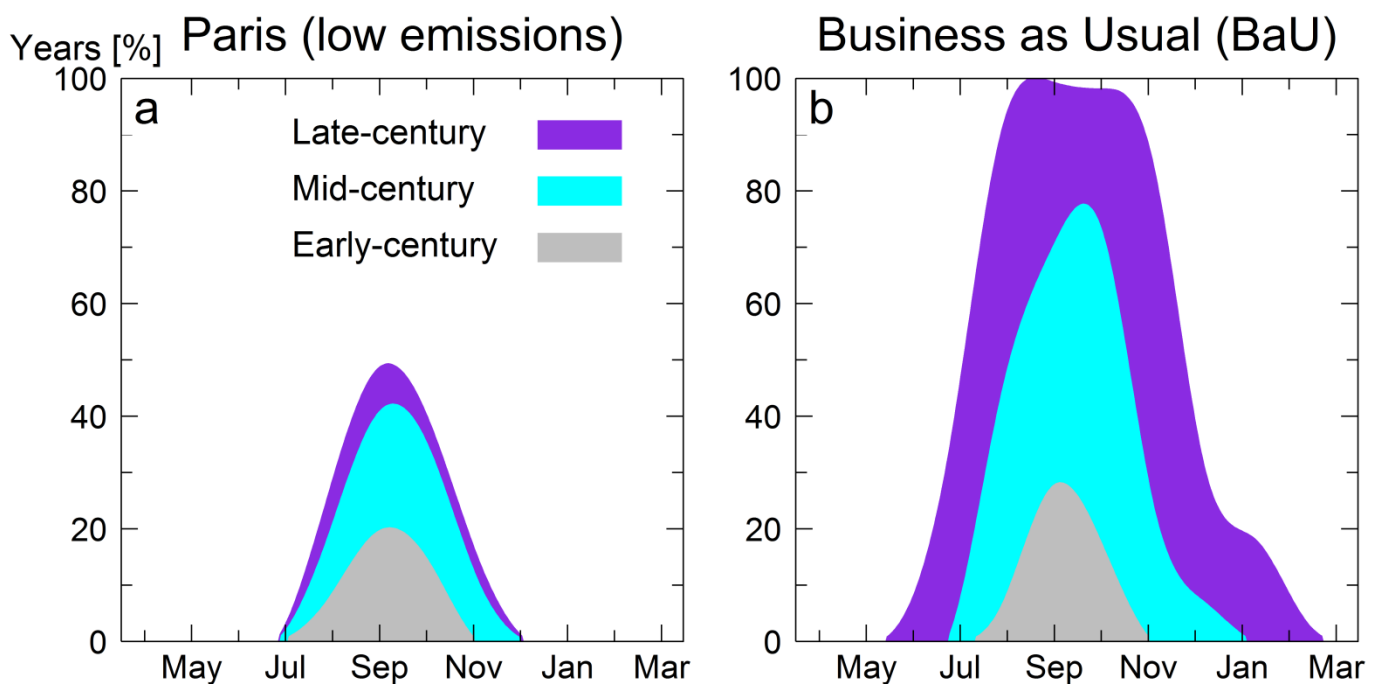 Years [%] Paris (low emissions) Business as Usual (BaU)
100 a 100 b
Late-century
80 Mid-century 80
Early-century
60 60
40 40
20 20
0 0
May Jul Sep Nov Jan Mar May Jul Sep Nov Jan Mar